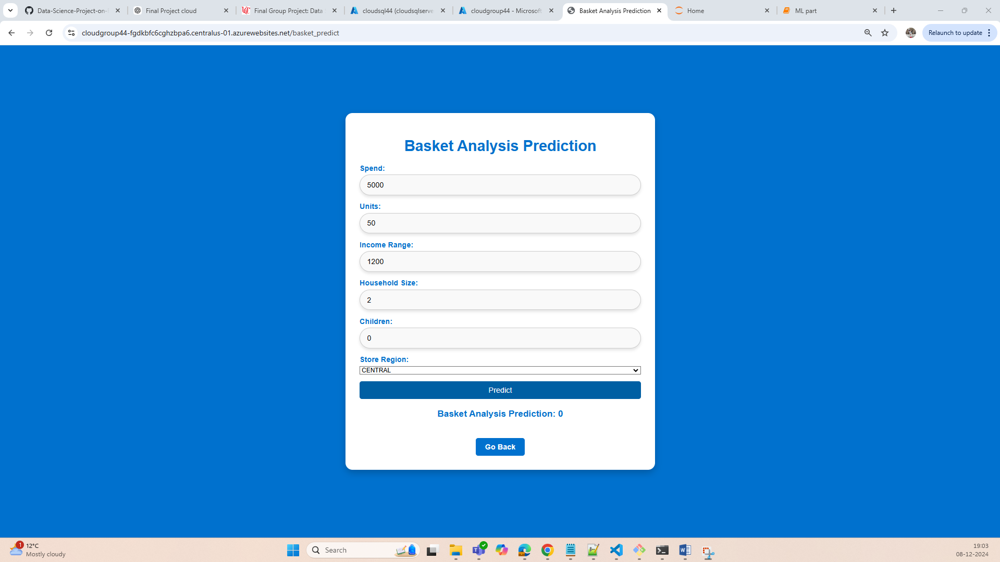 Data-Science-Project-on-
Final Project cloud
Final Group Project: Data
cloudsql44 (cloudsqlserve
cloudgroup44 - Microsoft
Basket Analysis Prediction
Home
ML part
cloudgroup44-fgdkbfc6cghzbpa6.centralus-01.azurewebsites.net/basket_predict
Relaunch to update
Basket Analysis Prediction
Spend:
5000
Units:
50
Income Range:
1200
Household Size:
2
Children:
0
Store Region:
CENTRAL
Predict
Basket Analysis Prediction: 0
Go Back
1
12°C
Mostly cloudy
Search
19:03
08-12-2024